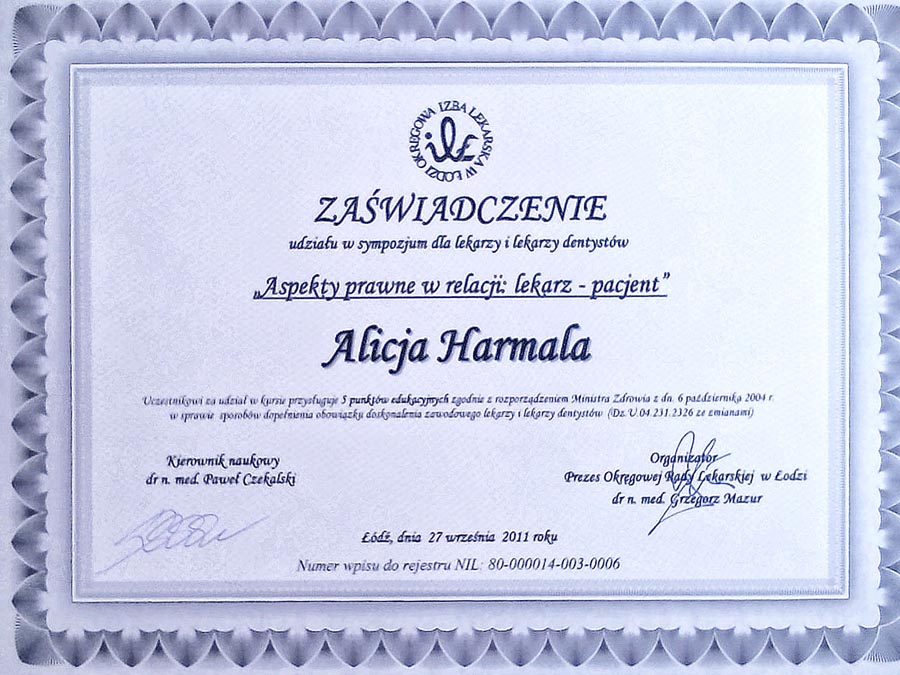 OKRĘGOWA IZBA LEKARSKA W ŁODZI
iLŁ
ZAŚWIADCZENIE
udziału w sympozjum dla lekarzy i lekarzy dentystów
„Aspekty prawne w relacji: lekarz - pacjent”
Alicja Harmala
Uczestnikowi za udział w kursie przysługuje 5 punktów edukacyjnych zgodnie z rozporządzeniem Ministra Zdrowia z dn. 6 października 2004 r.
w sprawie sposobów dopełnienia obowiązku doskonalenia zawodowego lekarzy i lekarzy dentystów (Dz.U.04.231.2326 ze zmianami)
Kierownik naukowy
dr n. med. Paweł Czekalski
Organizator
Prezes Okręgowej Rady Lekarskiej w Łodzi
dr n. med. Grzegorz Mazur
Łódź, dnia 27 września 2011 roku
Numer wpisu do rejestru NIL: 80-000014-003-0006